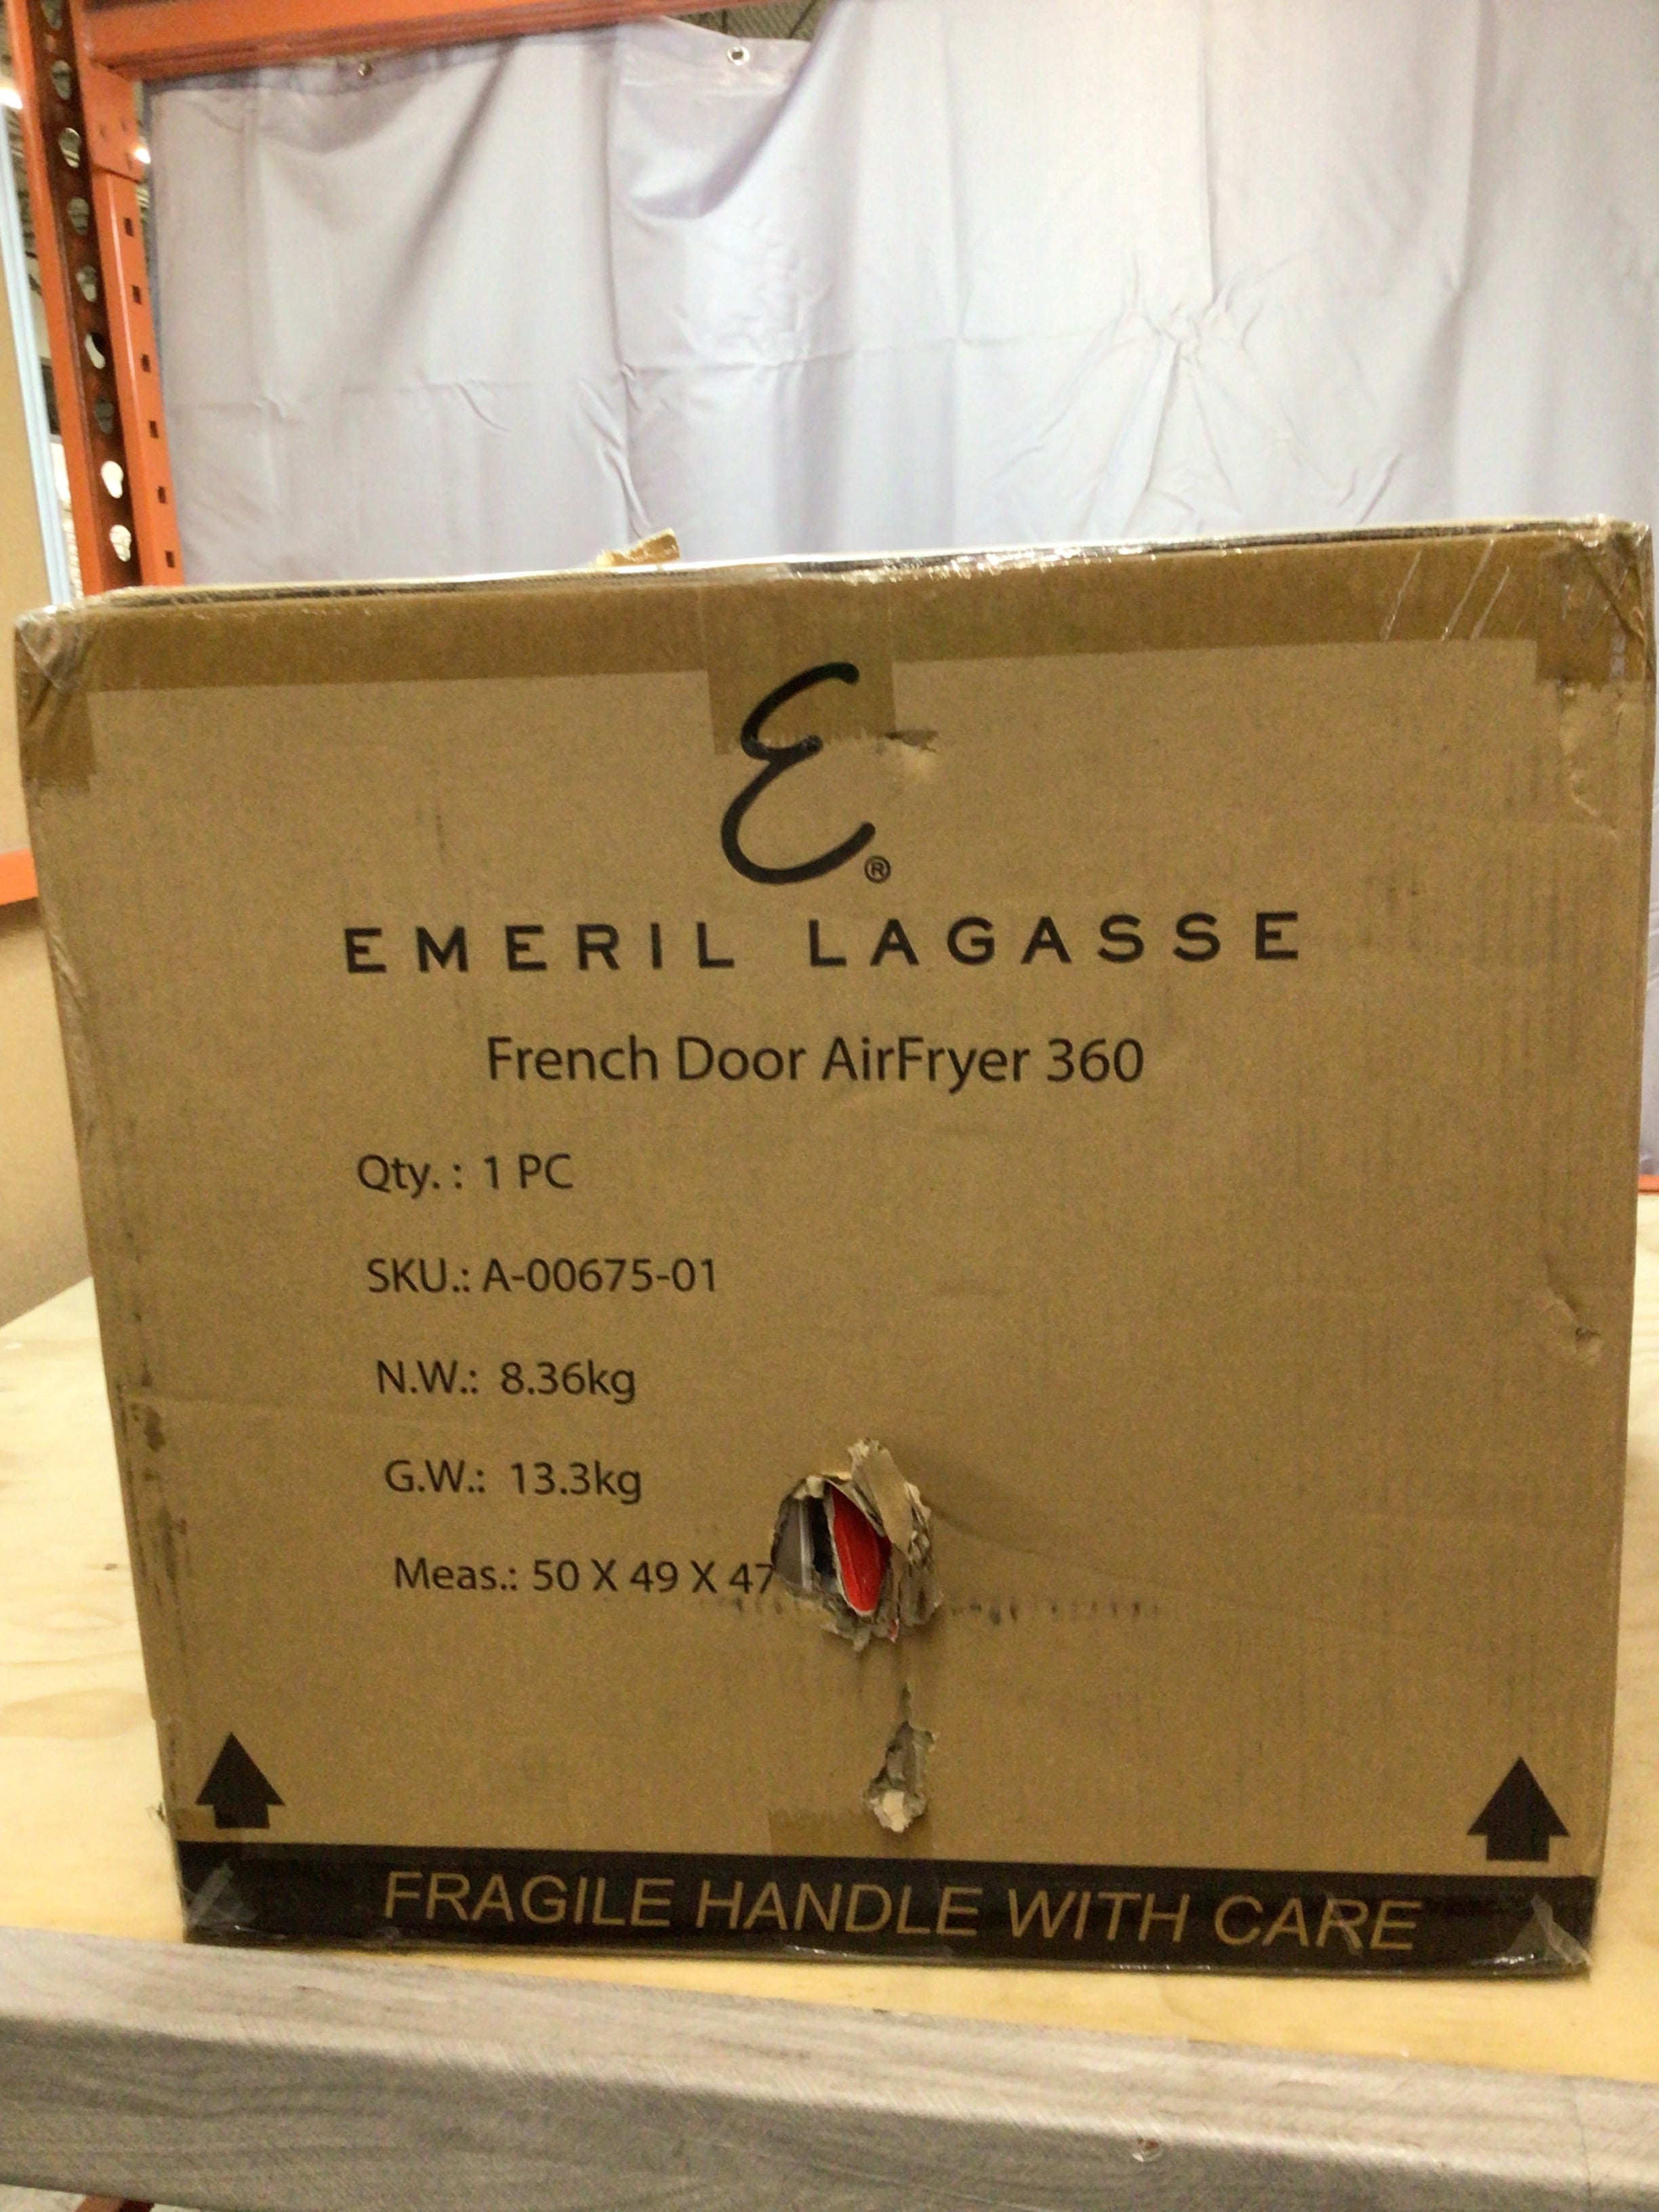 E®
EMERIL LAGASSE
French Door AirFryer 360
Qty. : 1 PC
SKU.: A-00675-01
N.W.: 8.36kg
G.W.: 13.3kg
Meas.: 50 X 49 X 47
FRAGILE HANDLE WITH CARE